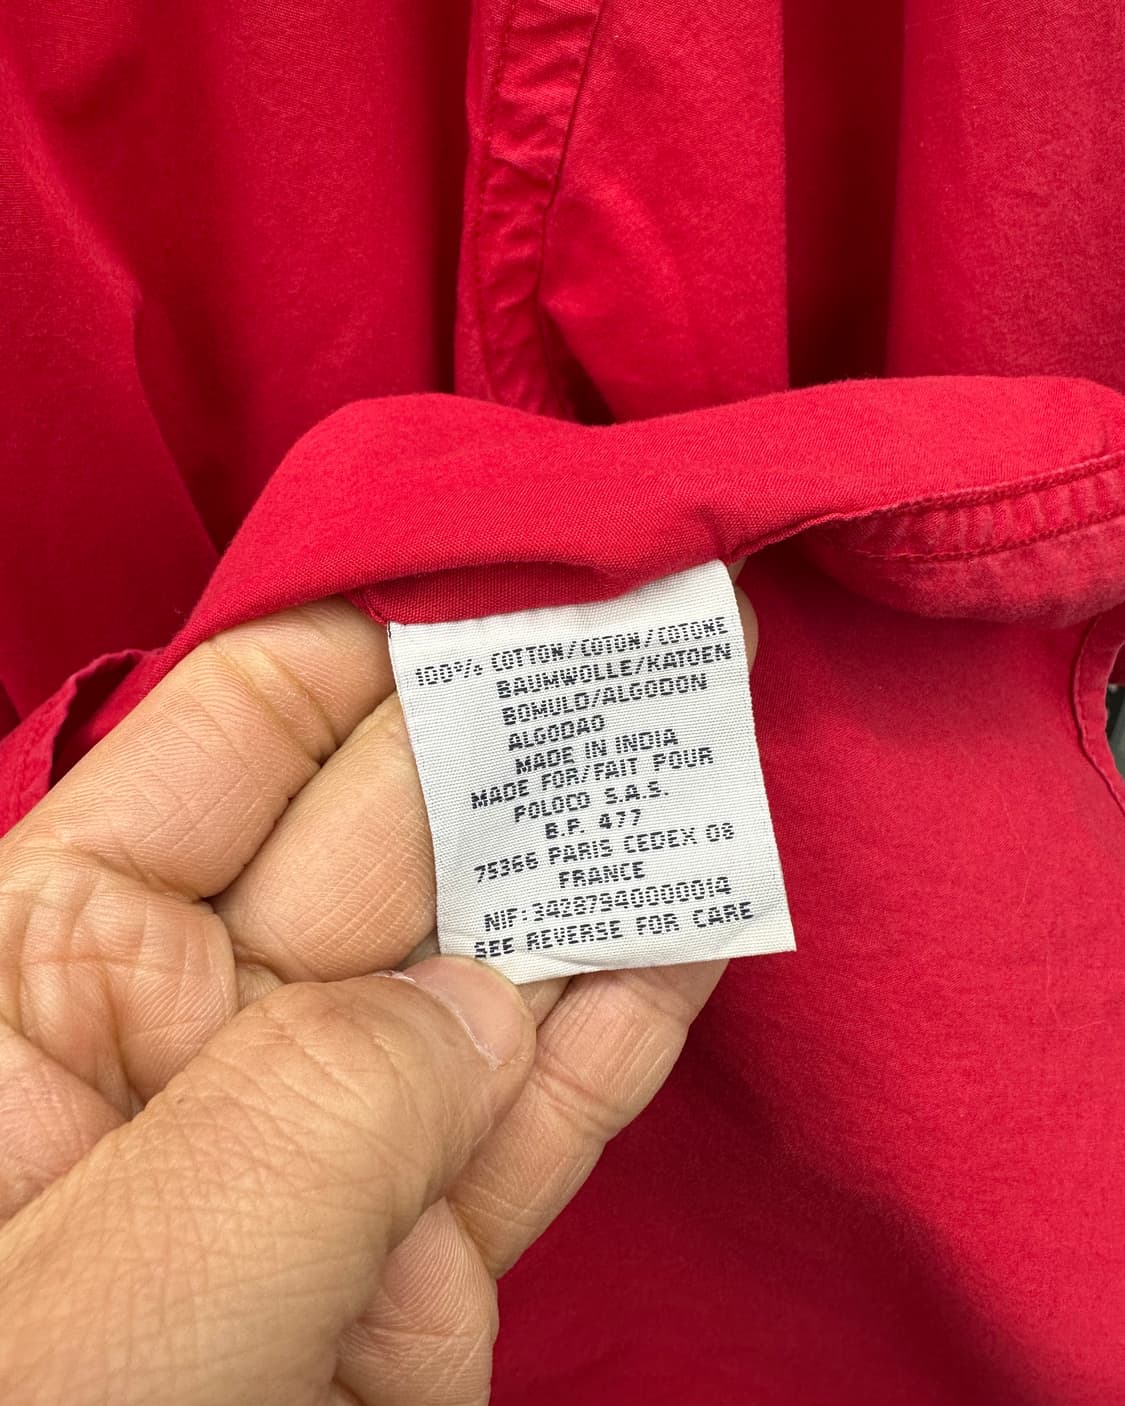 100% COTTON/COTON/COTONE
BAUMWOLLE/KATOEN
BOMULD/ALGODON
ALGODAO
MADE IN INDIA
MADE FOR/FAIT POUR
POLOCO S.A.S.
B.P. 477
75366 PARIS CEDEX 08
FRANCE
NIF:34287940000014
SEE REVERSE FOR CARE